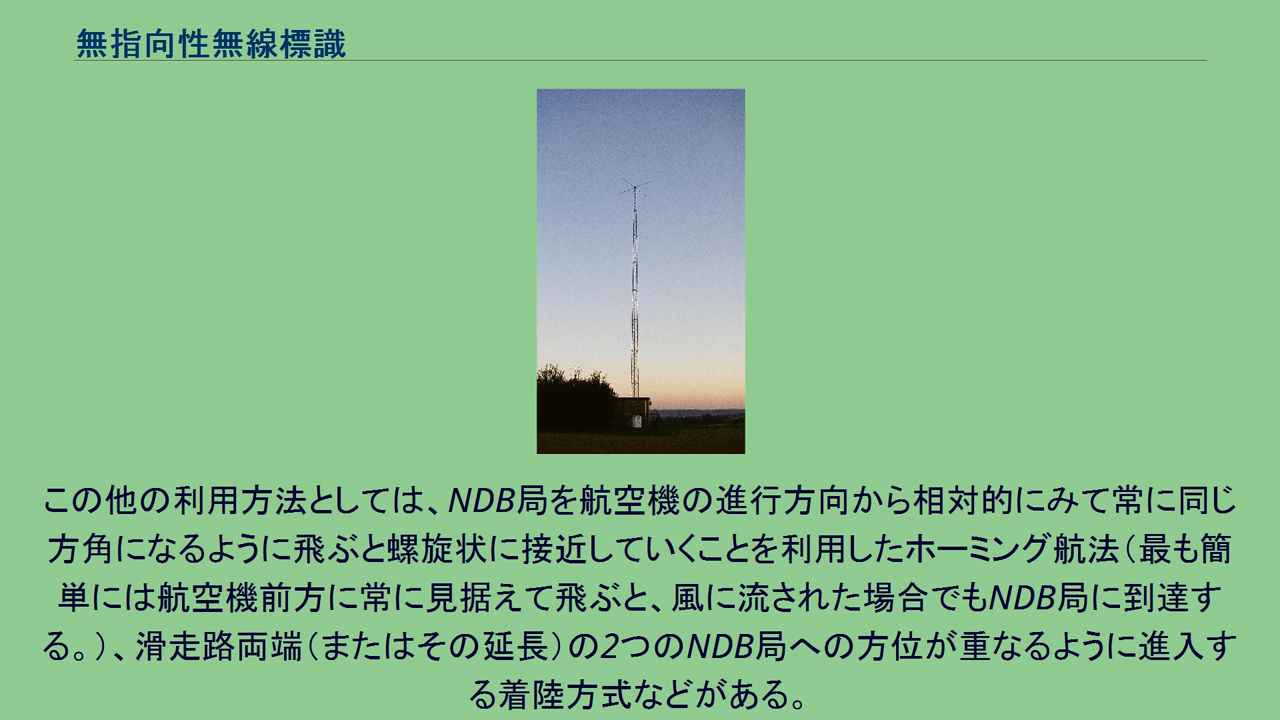 無指向性無線標識
この他の利用方法としては、NDB局を航空機の進行方向から相対的にみて常に同じ
方角になるように飛ぶと螺旋状に接近していくことを利用したホーミング航法（最も簡
単には航空機前方に常に見据えて飛ぶと、風に流された場合でもNDB局に到達す
る。）、滑走路両端（またはその延長）の2つのNDB局への方位が重なるように進入す
る着陸方式などがある。